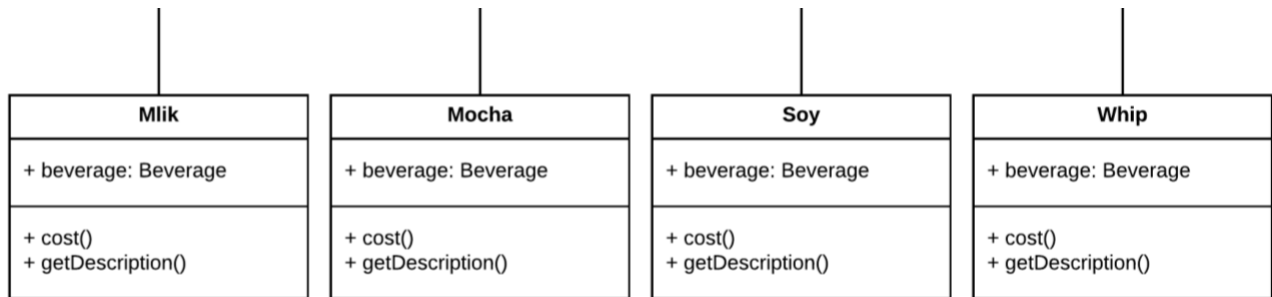 Mlik
+ beverage: Beverage
+ cost()
+ getDescription()
Mocha
+ beverage: Beverage
+ cost()
+ getDescription()
Soy
+ beverage: Beverage
+ cost()
+ getDescription()
Whip
+ beverage: Beverage
+ cost()
+ getDescription()